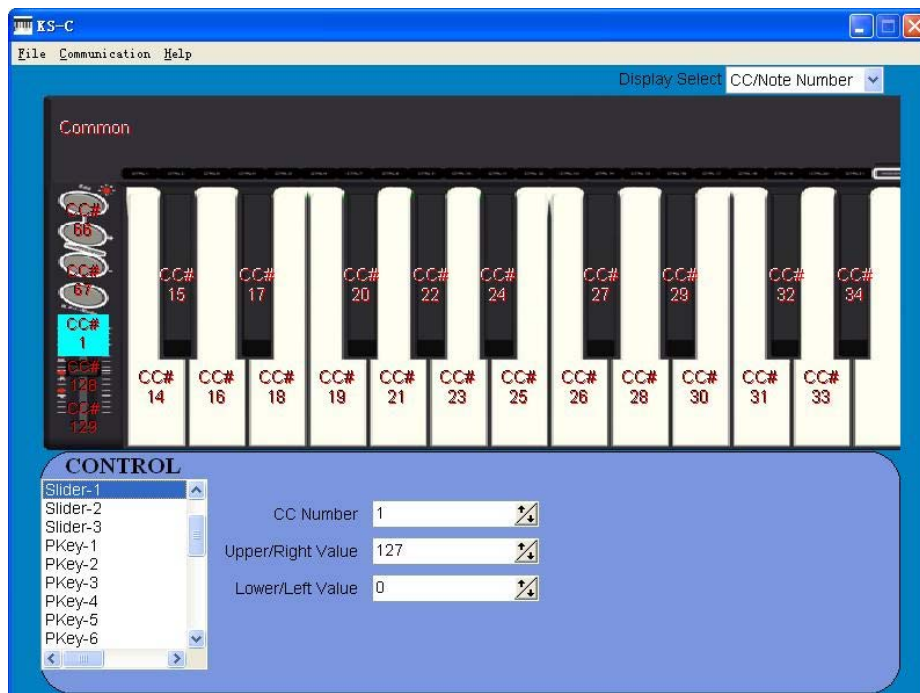 KS-C
File Communication Help
Display Select CC/Note Number
Common
CC#
66
CC#
67
CC#
1
CC#
128
CC#
129
CC#
15
CC#
17
CC#
20
CC#
22
CC#
24
CC#
27
CC#
29
CC#
32
CC#
34
CC#
14
CC#
16
CC#
18
CC#
19
CC#
21
CC#
23
CC#
25
CC#
26
CC#
28
CC#
30
CC#
31
CC#
33
CONTROL
Slider-1
Slider-2
Slider-3
PKey-1
PKey-2
PKey-3
PKey-4
PKey-5
PKey-6
CC Number 1
Upper/Right Value 127
Lower/Left Value 0